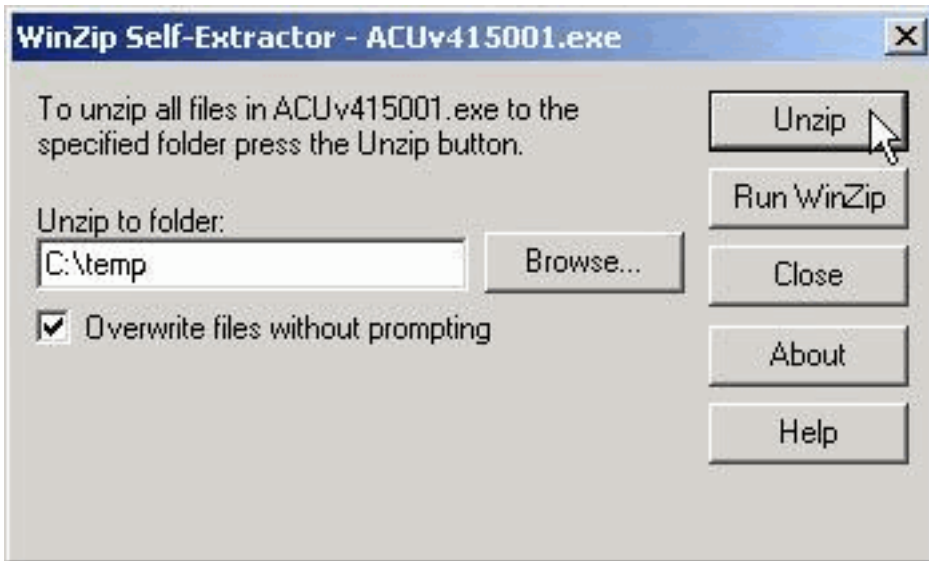 WinZip Self-Extractor - ACUv415001.exe
To unzip all files in ACUv415001.exe to the
specified folder press the Unzip button.
Unzip to folder:
C:\temp
Browse...
Overwrite files without prompting
Unzip
Run WinZip
Close
About
Help